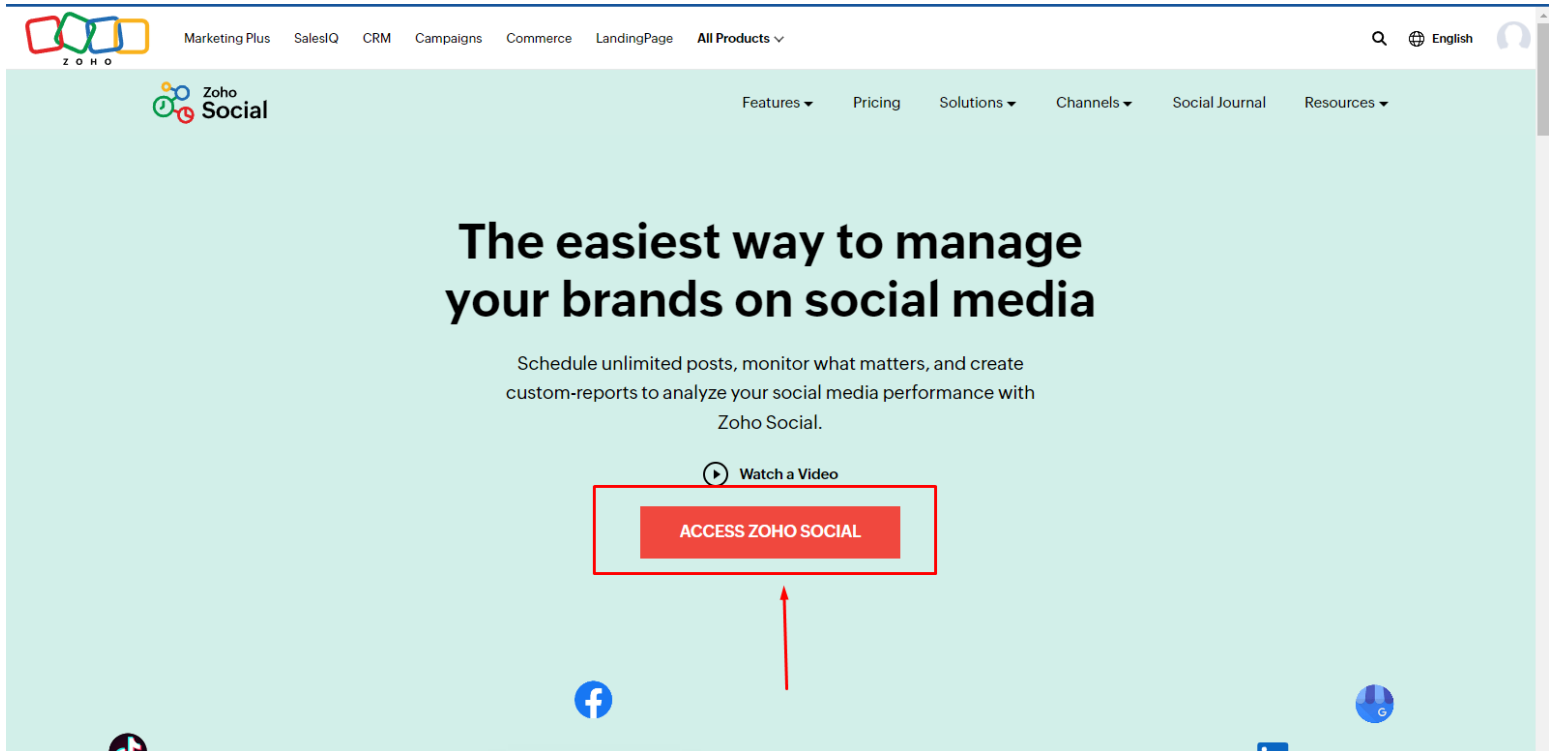 ZOHO
Marketing Plus SalesIQ CRM Campaigns Commerce LandingPage All Products
English
Zoho
Social
Features Pricing Solutions Channels Social Journal Resources
The easiest way to manage
your brands on social media
Schedule unlimited posts, monitor what matters, and create
custom-reports to analyze your social media performance with
Zoho Social.
Watch a Video
ACCESS ZOHO SOCIAL
G